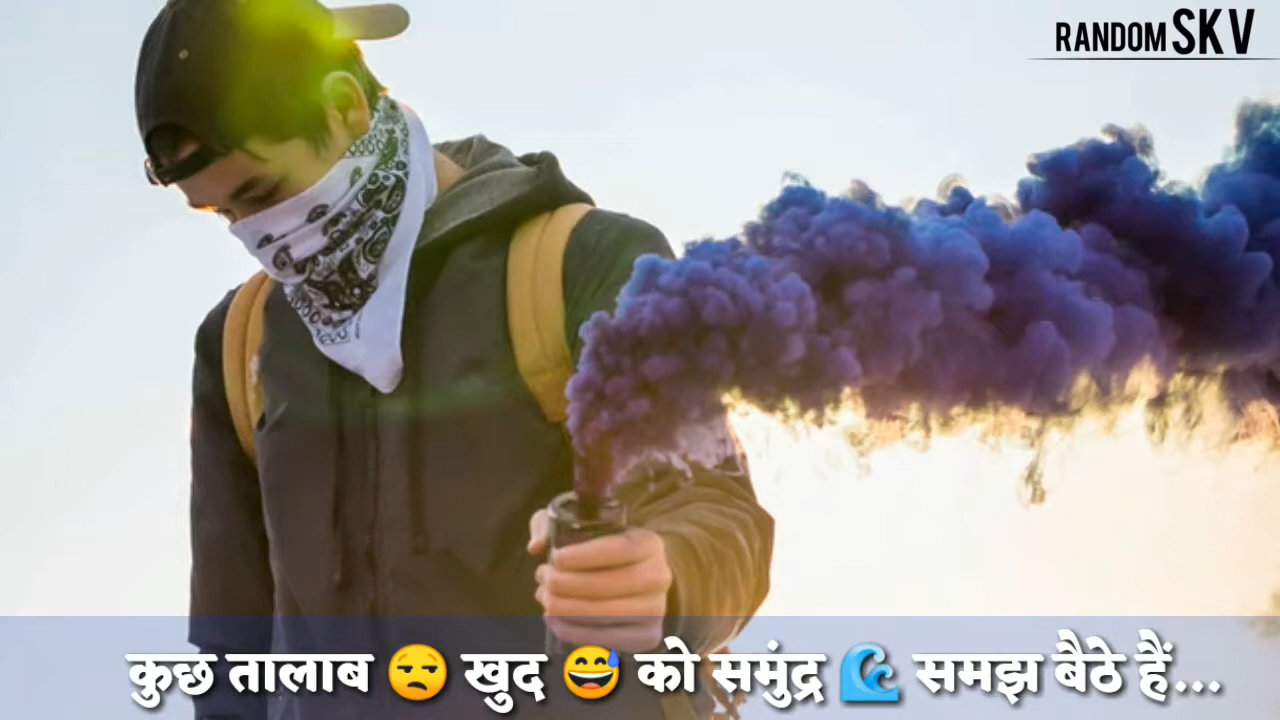 RANDOM SKV
कुछ तालाब 😒 खुद 😅 को समुंद्र 🌊 समझ बैठे हैं...